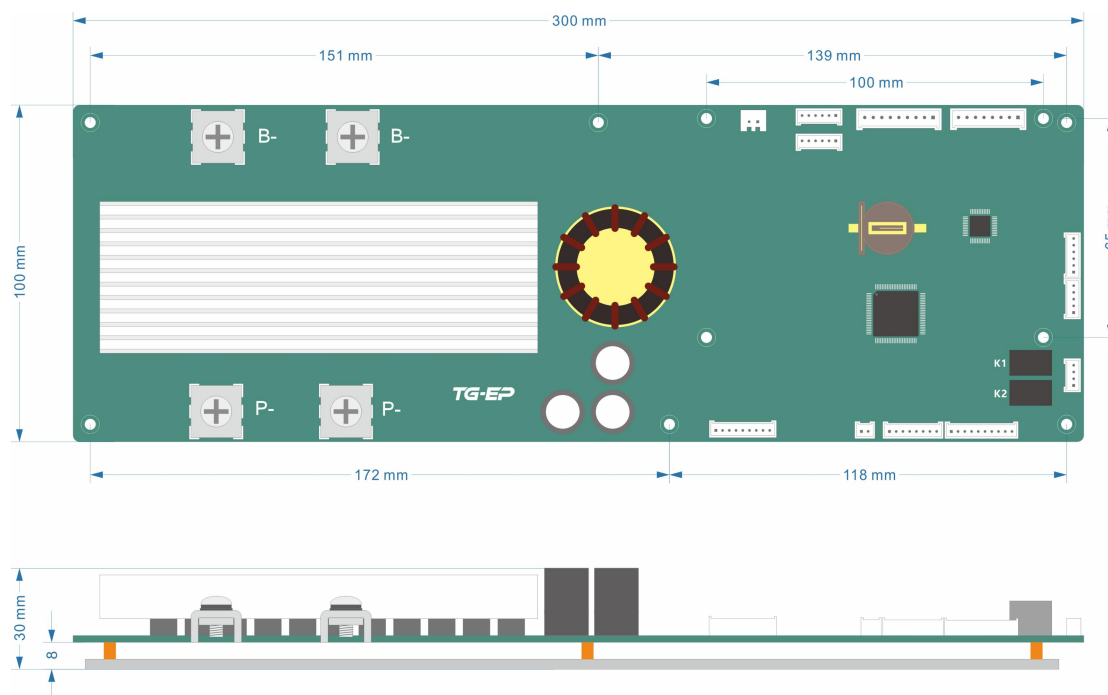 300 mm
151 mm
139 mm
100 mm
B-
B-
100 mm
K1
K2
P-
P-
TG-EP
172 mm
118 mm
30 mm
8